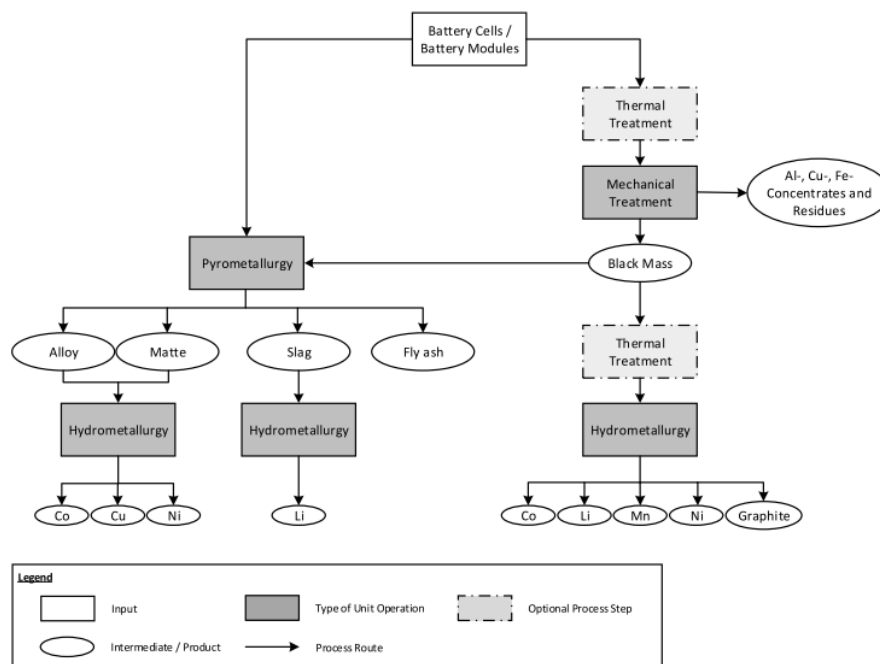 Battery Cells /
Battery Modules
Thermal
Treatment
Mechanical
Treatment
Al-, Cu-, Fe-
Concentrates and
Residues
Pyrometallurgy
Black Mass
Alloy
Matte
Slag
Fly ash
Thermal
Treatment
Hydrometallurgy
Hydrometallurgy
Hydrometallurgy
Co
Cu
Ni
Li
Co
Li
Mn
Ni
Graphite
Legend
Input
Type of Unit Operation
Optional Process Step
Intermediate / Product
Process Route